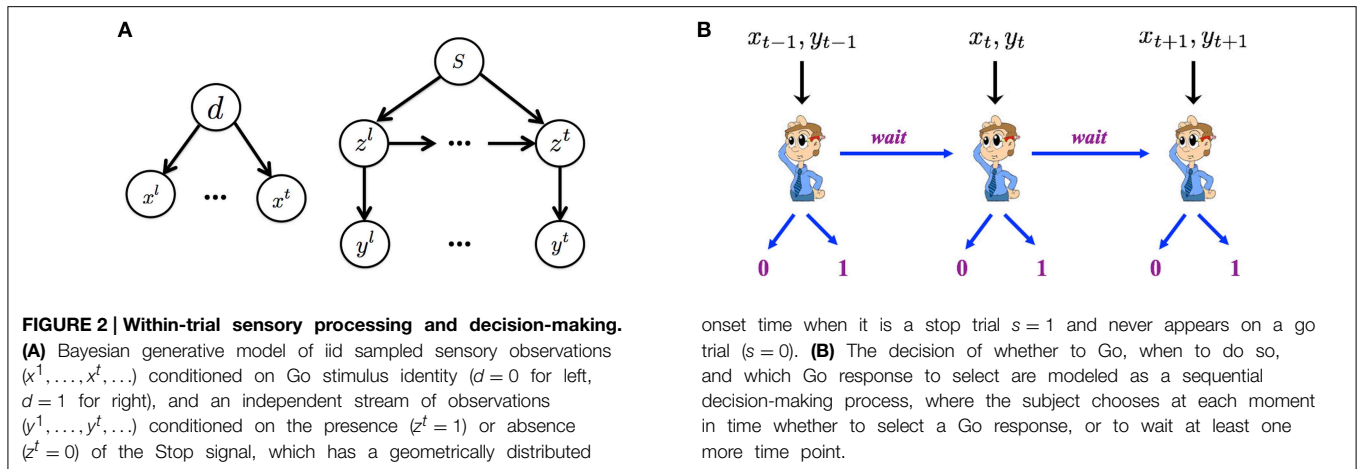 A
d
x^l ... x^t
S
z^l ... z^t
y^l ... y^t
B
x_{t-1}, y_{t-1} x_t, y_t x_{t+1}, y_{t+1}
wait wait
0 1 0 1 0 1
FIGURE 2 | Within-trial sensory processing and decision-making.
(A) Bayesian generative model of iid sampled sensory observations
(x^1, . . . , x^t, . . .) conditioned on Go stimulus identity (d = 0 for left,
d = 1 for right), and an independent stream of observations
(y^1, . . . , y^t, . . .) conditioned on the presence (z^t = 1) or absence
(z^t = 0) of the Stop signal, which has a geometrically distributed
onset time when it is a stop trial s = 1 and never appears on a go
trial (s = 0). (B) The decision of whether to Go, when to do so,
and which Go response to select are modeled as a sequential
decision-making process, where the subject chooses at each moment
in time whether to select a Go response, or to wait at least one
more time point.